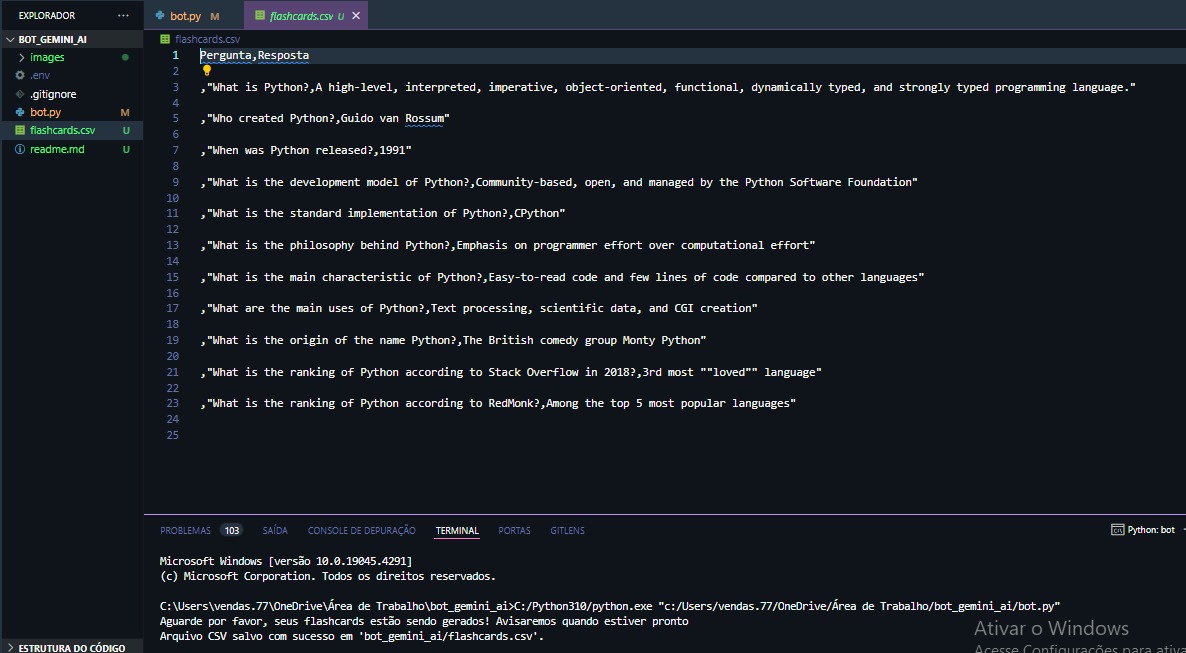 EXPLORADOR ···
bot.py M
flashcards.csv U
BOT_GEMINI_AI
flashcards.csv
images
.env
.gitignore
bot.py M
flashcards.csv U
readme.md U
1 Pergunta,Resposta
2
3 ,"What is Python?,A high-level, interpreted, imperative, object-oriented, functional, dynamically typed, and strongly typed programming language."
4
5 ,"Who created Python?,Guido van Rossum"
6
7 ,"When was Python released?,1991"
8
9 ,"What is the development model of Python?,Community-based, open, and managed by the Python Software Foundation"
10
11 ,"What is the standard implementation of Python?,CPython"
12
13 ,"What is the philosophy behind Python?,Emphasis on programmer effort over computational effort"
14
15 ,"What is the main characteristic of Python?,Easy-to-read code and few lines of code compared to other languages"
16
17 ,"What are the main uses of Python?,Text processing, scientific data, and CGI creation"
18
19 ,"What is the origin of the name Python?,The British comedy group Monty Python"
20
21 ,"What is the ranking of Python according to Stack Overflow in 2018?,3rd most ""loved"" language"
22
23 ,"What is the ranking of Python according to RedMonk?,Among the top 5 most popular languages"
24
25
PROBLEMAS 103 SAÍDA CONSOLE DE DEPURAÇÃO TERMINAL PORTAS GITLENS
Python: bot
Microsoft Windows [versão 10.0.19045.4291]
(c) Microsoft Corporation. Todos os direitos reservados.
C:\Users\vendas.77\OneDrive\Área de Trabalho\bot_gemini_ai>C:/Python310/python.exe "c:/Users/vendas.77/OneDrive/Área de Trabalho/bot_gemini_ai/bot.py"
Aguarde por favor, seus flashcards estão sendo gerados! Avisaremos quando estiver pronto
Arquivo CSV salvo com sucesso em 'bot_gemini_ai/flashcards.csv'.
Ativar o Windows
Acesse Configurações para
ESTRUTURA DO CÓDIGO